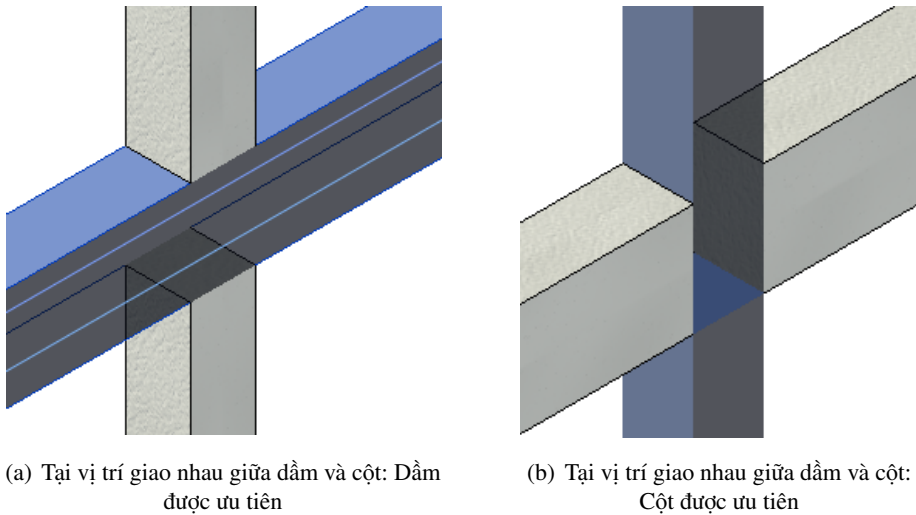 (a) Tại vị trí giao nhau giữa dầm và cột: Dầm
được ưu tiên
(b) Tại vị trí giao nhau giữa dầm và cột:
Cột được ưu tiên